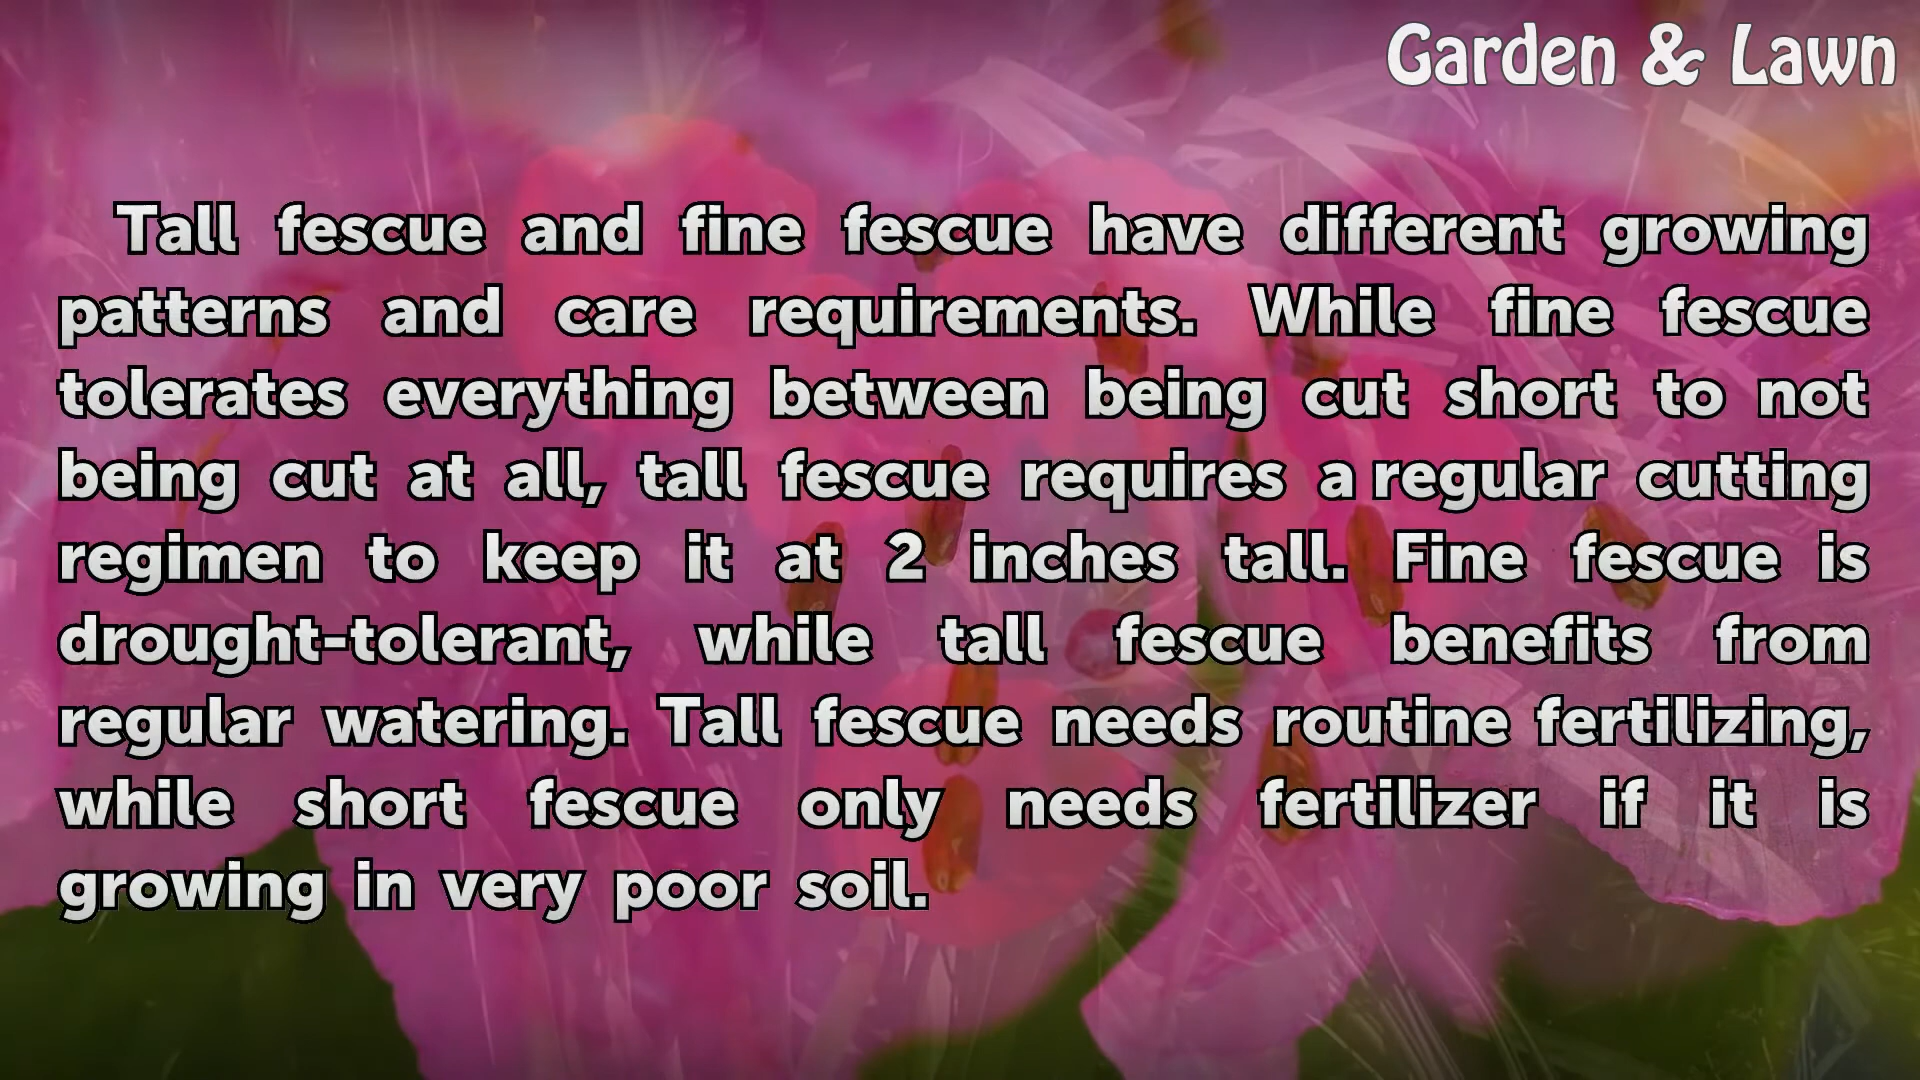 Garden & Lawn
Tall fescue and fine fescue have different growing
patterns and care requirements. While fine fescue
tolerates everything between being cut short to not
being cut at all, tall fescue requires a regular cutting
regimen to keep it at 2 inches tall. Fine fescue is
drought-tolerant, while tall fescue benefits from
regular watering. Tall fescue needs routine fertilizing,
while short fescue only needs fertilizer if it is
growing in very poor soil.